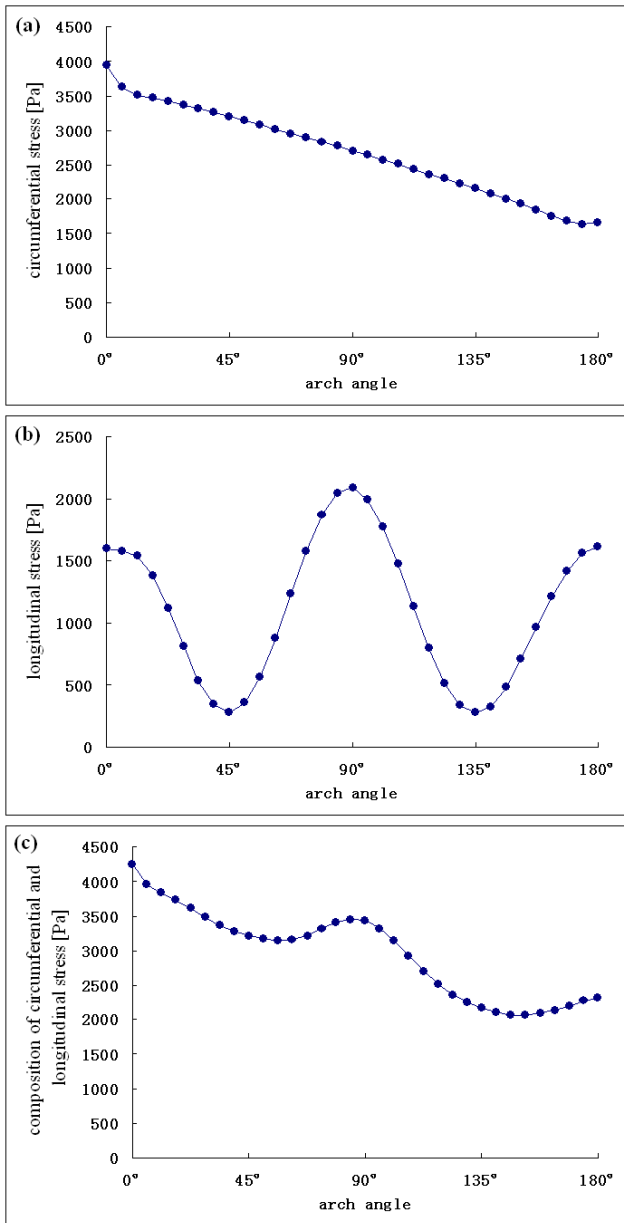 (a)
circumferential stress [Pa]
4500
4000
3500
3000
2500
2000
1500
1000
500
0
0° 45° 90° 135° 180°
arch angle
(b)
longitudinal stress [Pa]
2500
2000
1500
1000
500
0
0° 45° 90° 135° 180°
arch angle
(c)
composition of circumferential and
longitudinal stress [Pa]
4500
4000
3500
3000
2500
2000
1500
1000
500
0
0° 45° 90° 135° 180°
arch angle